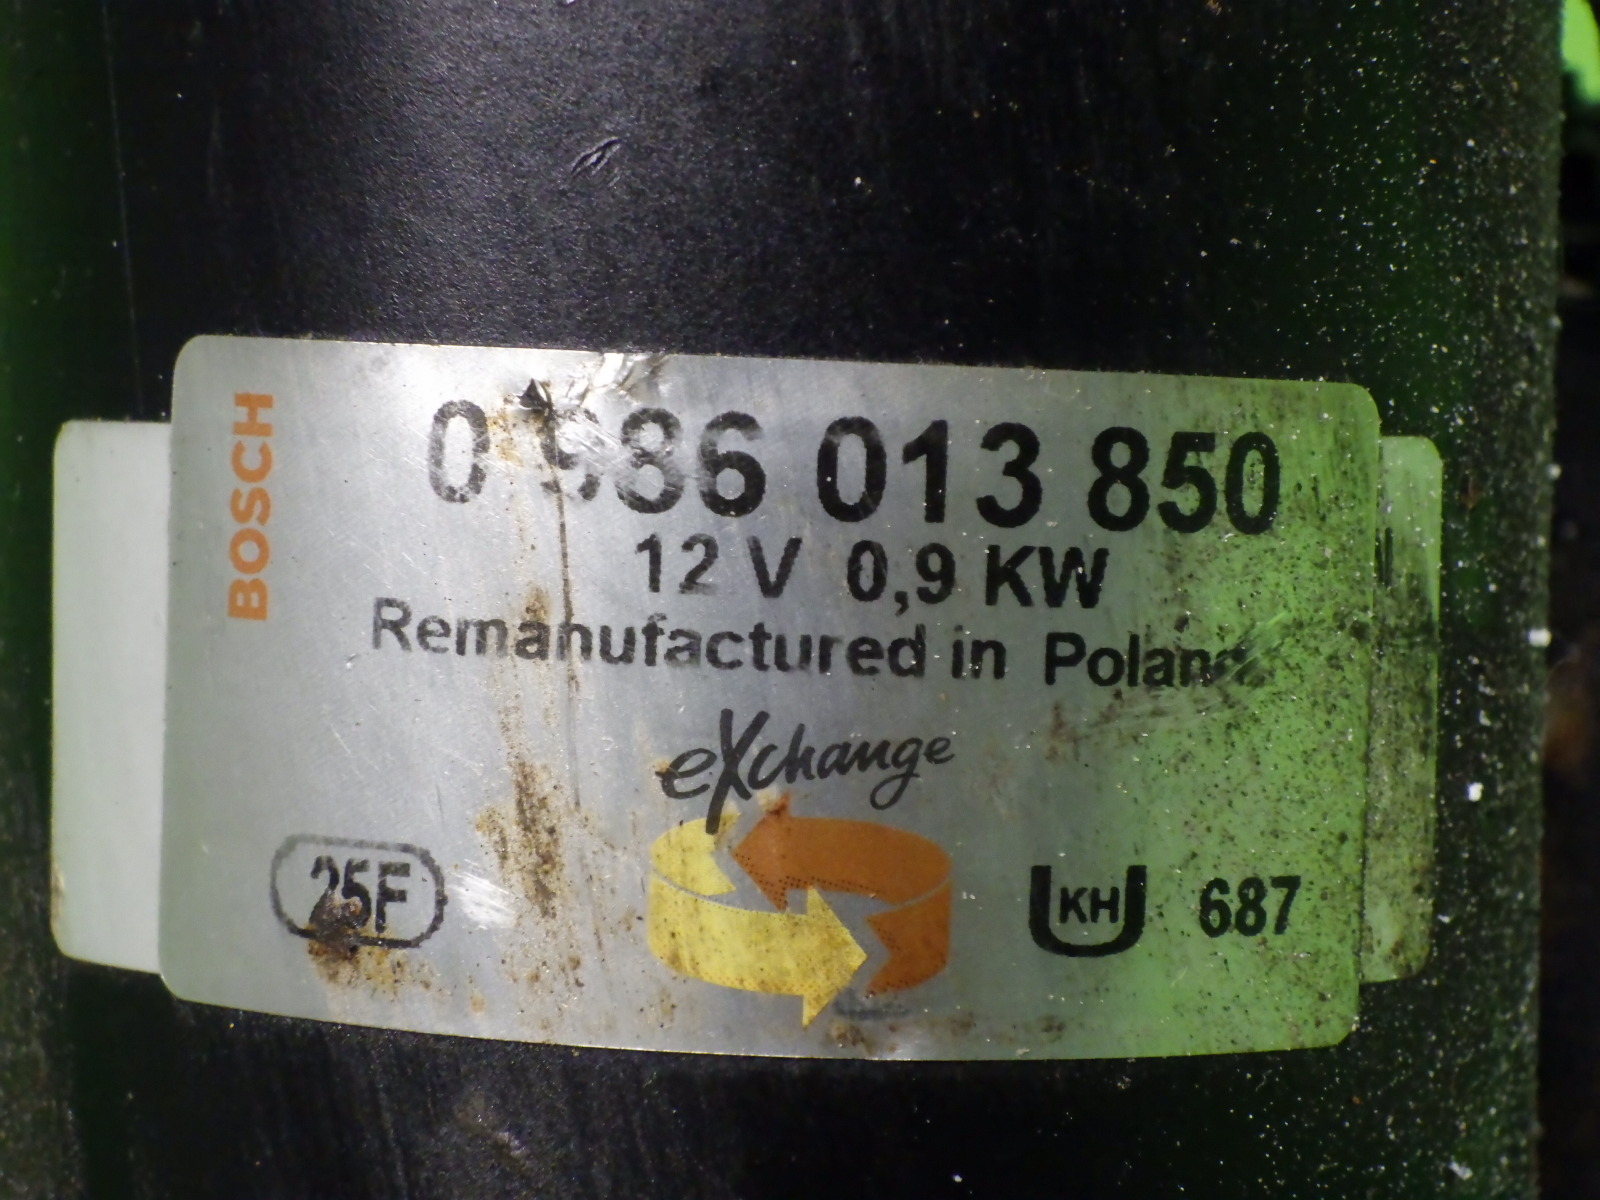 BOSCH
0 986 013 850
12 V 0,9 KW
Remanufactured in Poland
eXchange
25F
KH 687